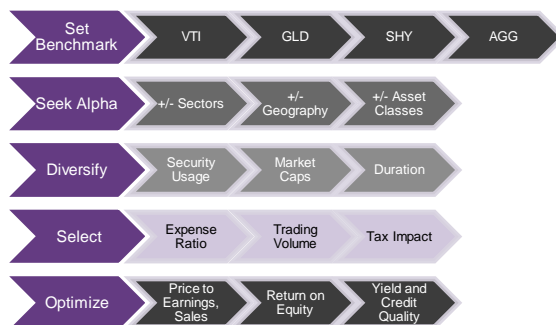 Set
Benchmark
VTI
GLD
SHY
AGG
Seek Alpha
+/- Sectors
+/-
Geography
+/- Asset
Classes
Diversify
Security
Usage
Market
Caps
Duration
Select
Expense
Ratio
Trading
Volume
Tax Impact
Optimize
Price to
Earnings,
Sales
Return on
Equity
Yield and
Credit
Quality